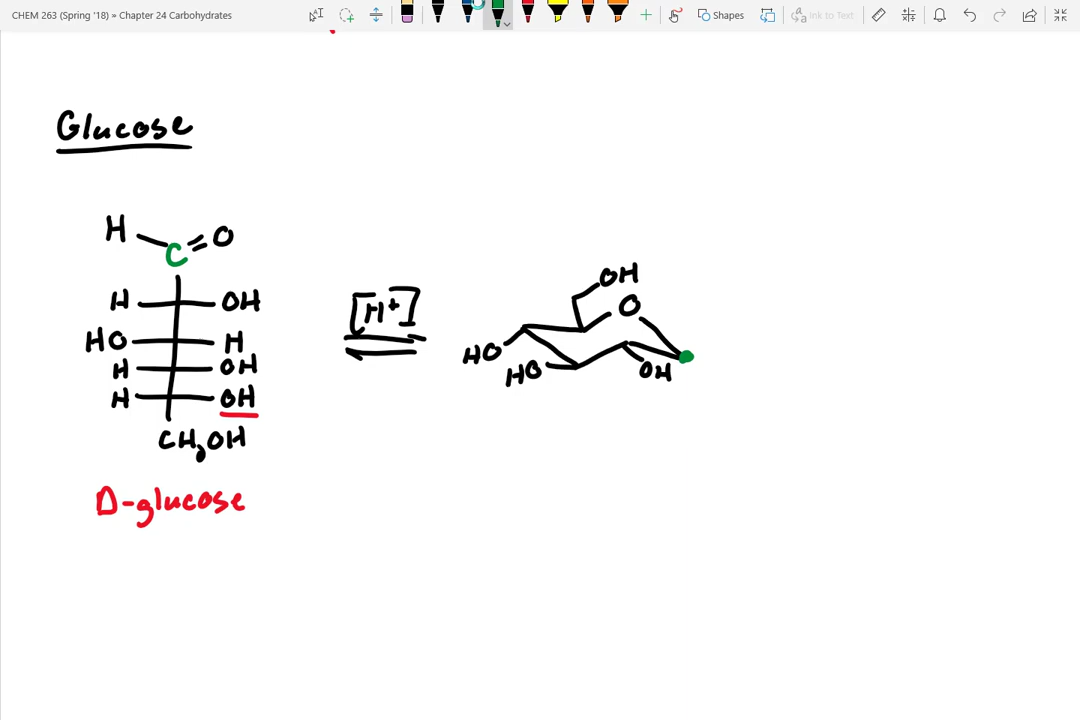 CHEM 263 (Spring '18) » Chapter 24 Carbohydrates
Shapes
Ink to Text
Glucose
H C = O
H OH
HO H
H OH
H OH
CH₂OH
D-glucose
[H⁺]
OH
O
HO
HO
OH